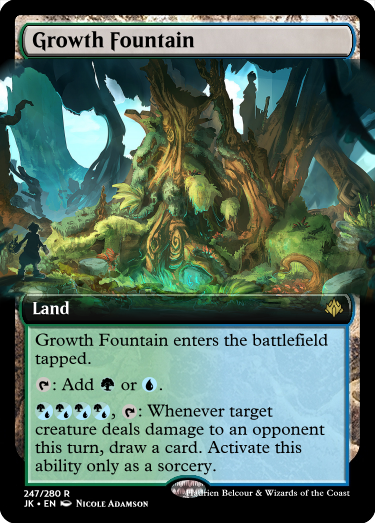 Growth Fountain
Land
Growth Fountain enters the battlefield
tapped.
: Add or .
, : Whenever target
creature deals damage to an opponent
this turn, draw a card. Activate this
ability only as a sorcery.
247/280 R
JK • EN Nicole Adamson
Hadrien Belcour & Wizards of the Coast